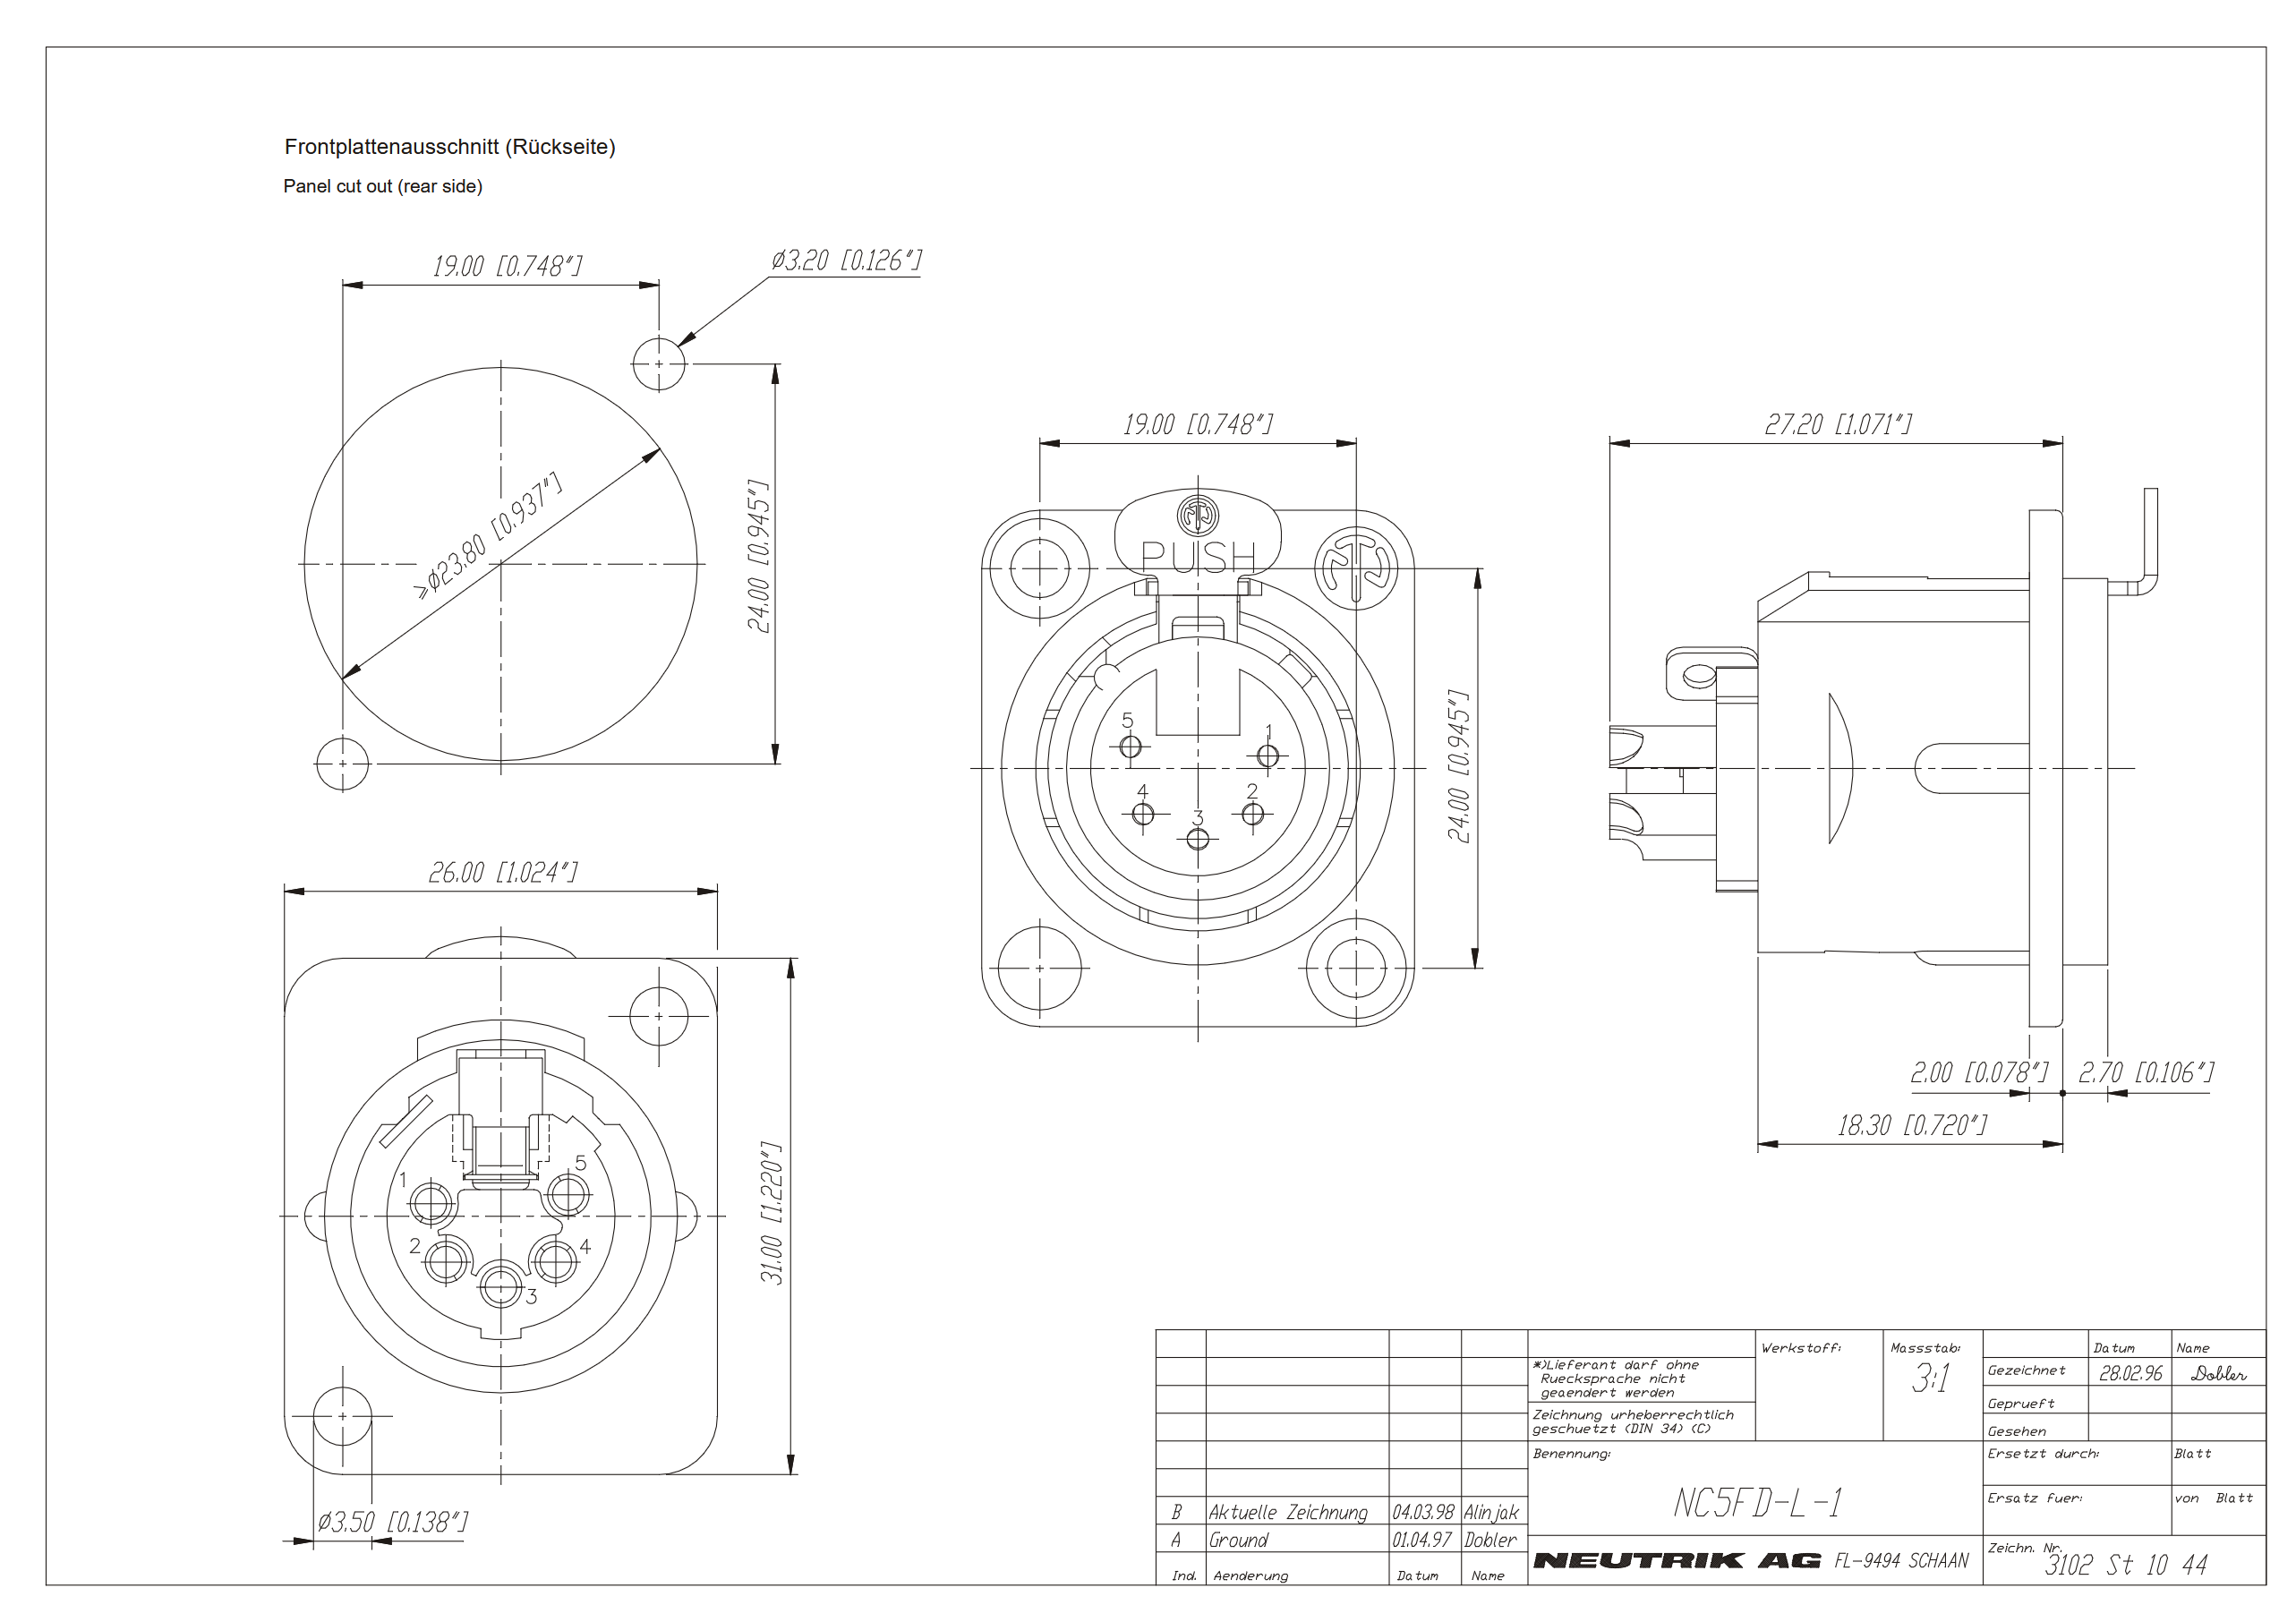 Frontplattenausschnitt (Rückseite)
Panel cut out (rear side)
19.00 [0.748"]
⌀3.20 [0.126"]
≥⌀23.80 [0.937"]
24.00 [0.945"]
19.00 [0.748"]
PUSH
5
1
4
2
3
24.00 [0.945"]
27.20 [1.071"]
2.00 [0.078"]
2.70 [0.106"]
18.30 [0.720"]
26.00 [1.024"]
1
5
2
4
3
31.00 [1.220"]
⌀3.50 [0.138"]
*)Lieferant darf ohne
Ruecksprache nicht
geaendert werden
Zeichnung urheberrechtlich
geschuetzt (DIN 34) (C)
Werkstoff:
Massstab:
3:1
Datum
Name
Gezeichnet
28.02.96
Dobler
Geprueft
Gesehen
Benennung:
NC5FD-L-1
Ersetzt durch:
Blatt
Ersatz fuer:
von Blatt
B
Aktuelle Zeichnung
04.03.98
Alinjak
A
Ground
01.04.97
Dobler
Ind.
Aenderung
Datum
Name
NEUTRIK AG FL-9494 SCHAAN
Zeichn. Nr.
3102 St 10 44